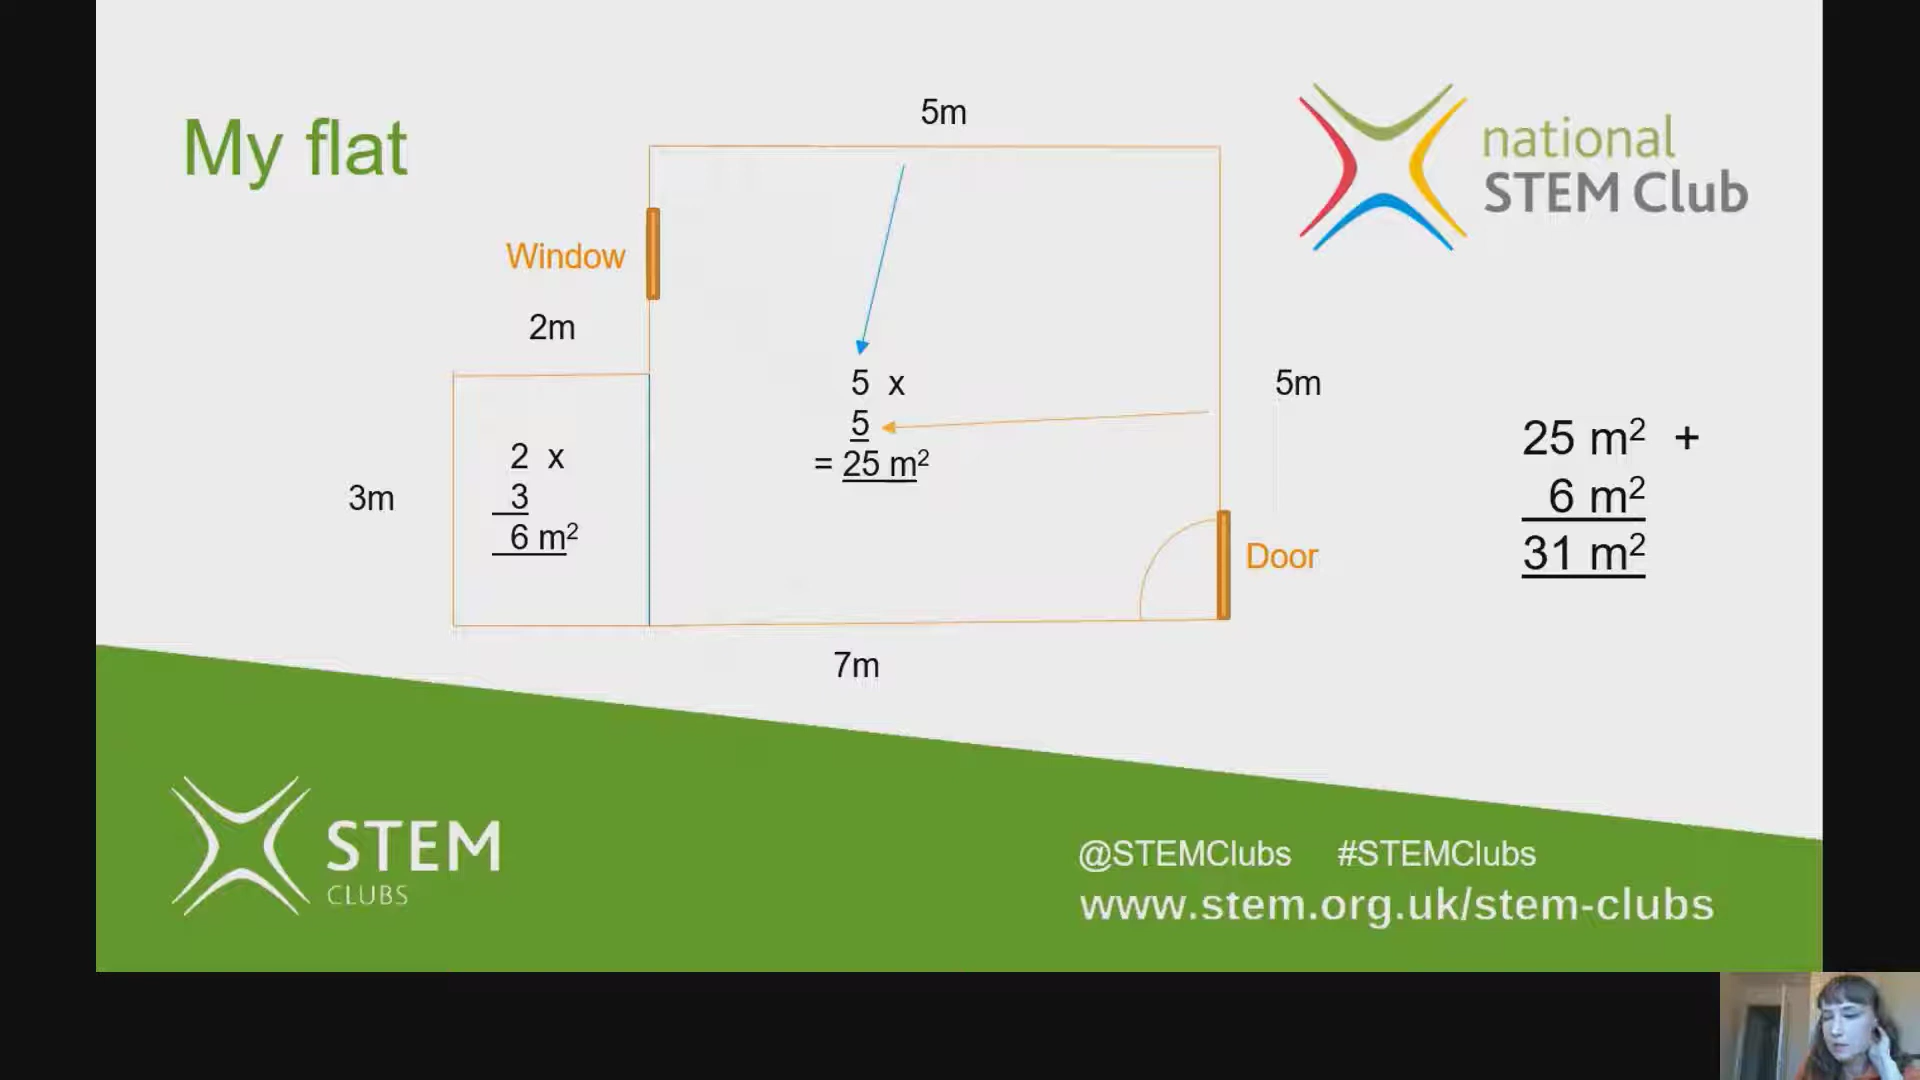 My flat
5m
national
STEM Club
Window
2m
5 x
5
= 25 m²
5m
2 x
3
6 m²
3m
25 m² +
6 m²
31 m²
Door
7m
STEM
CLUBS
@STEMClubs #STEMClubs
www.stem.org.uk/stem-clubs